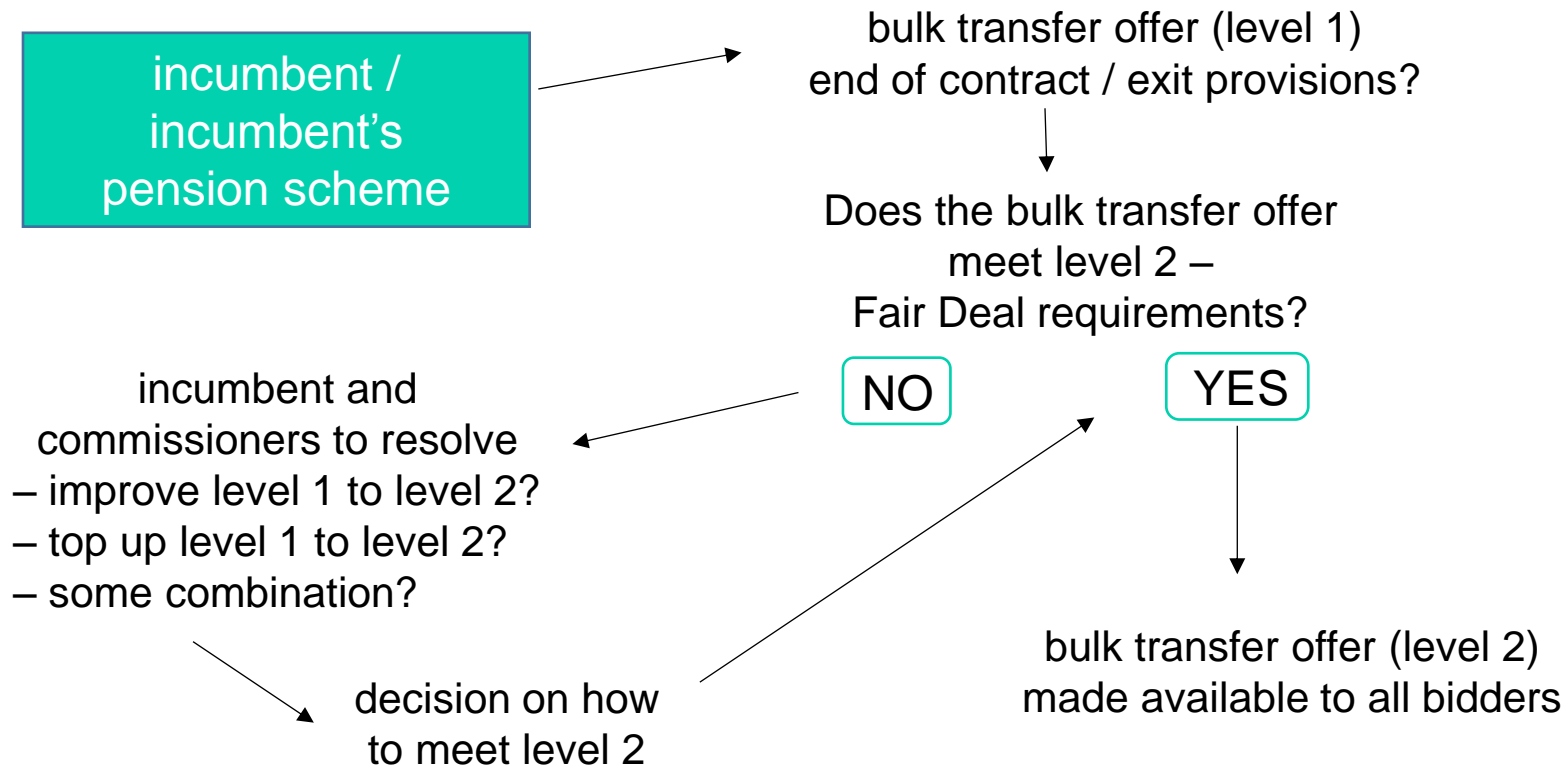 incumbent /
incumbent’s
pension scheme
bulk transfer offer (level 1)
end of contract / exit provisions?
Does the bulk transfer offer
meet level 2 –
Fair Deal requirements?
NO
YES
incumbent and
commissioners to resolve
– improve level 1 to level 2?
– top up level 1 to level 2?
– some combination?
decision on how
to meet level 2
bulk transfer offer (level 2)
made available to all bidders